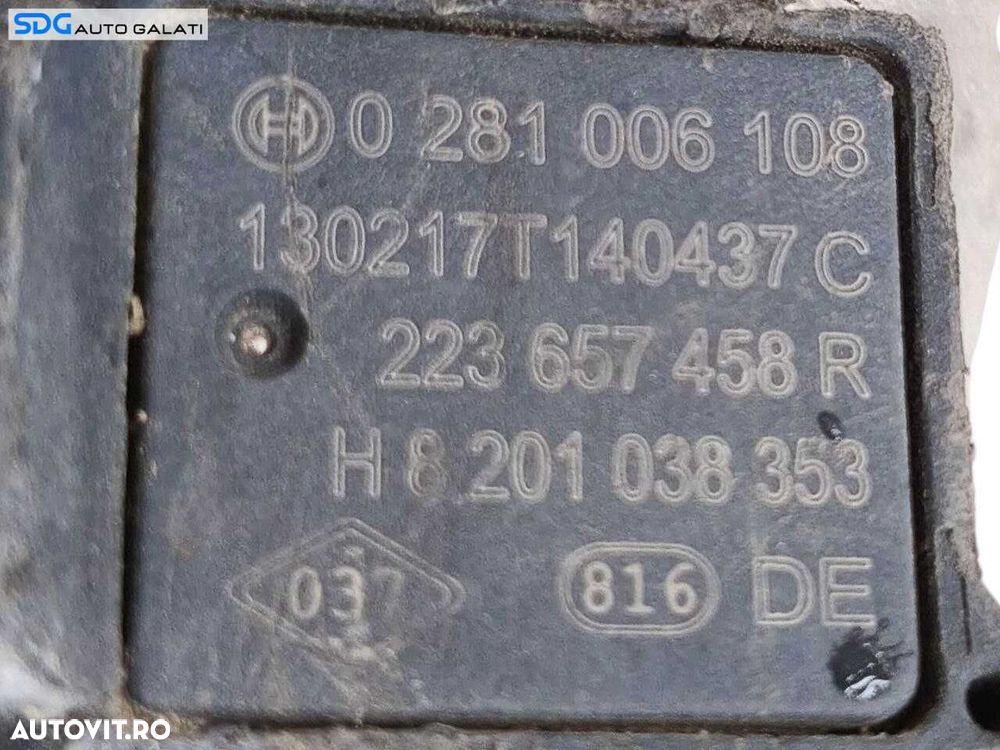 SDG AUTO GALATI
0 281 006 108
130217T140437 C
223 657 458 R
H 8 201 038 353
037 816 DE
AUTOVIT.RO